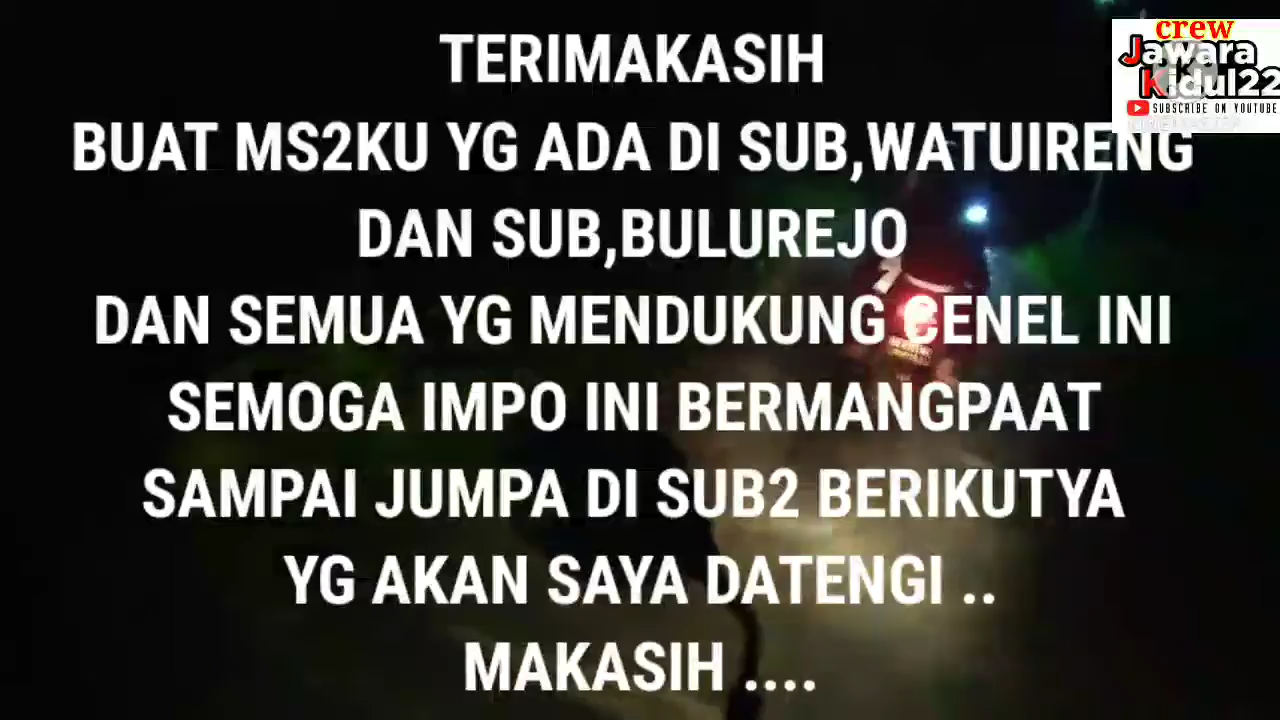 crew
Jawara
Kidul22
SUBSCRIBE ON YOUTUBE
TERIMAKASIH
BUAT MS2KU YG ADA DI SUB,WATUIRENG
DAN SUB,BULUREJO
DAN SEMUA YG MENDUKUNG CENEL INI
SEMOGA IMPO INI BERMANGPAAT
SAMPAI JUMPA DI SUB2 BERIKUTYA
YG AKAN SAYA DATENGI ..
MAKASIH ....